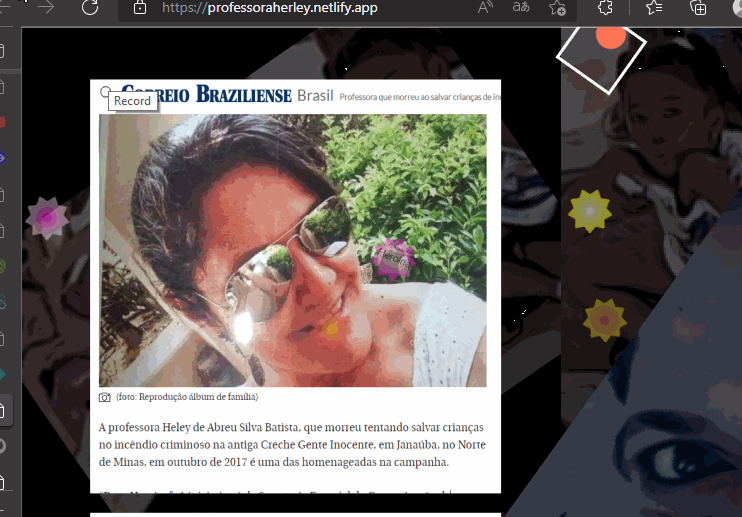 https://professoraherley.netlify.app
CORREIO BRAZILIENSE Brasil Professora que morreu ao salvar crianças de
Record
(foto: Reprodução álbum de família)
A professora Heley de Abreu Silva Batista, que morreu tentando salvar crianças
no incêndio criminoso na antiga Creche Gente Inocente, em Janaúba, no Norte
de Minas, em outubro de 2017 é uma das homenageadas na campanha.